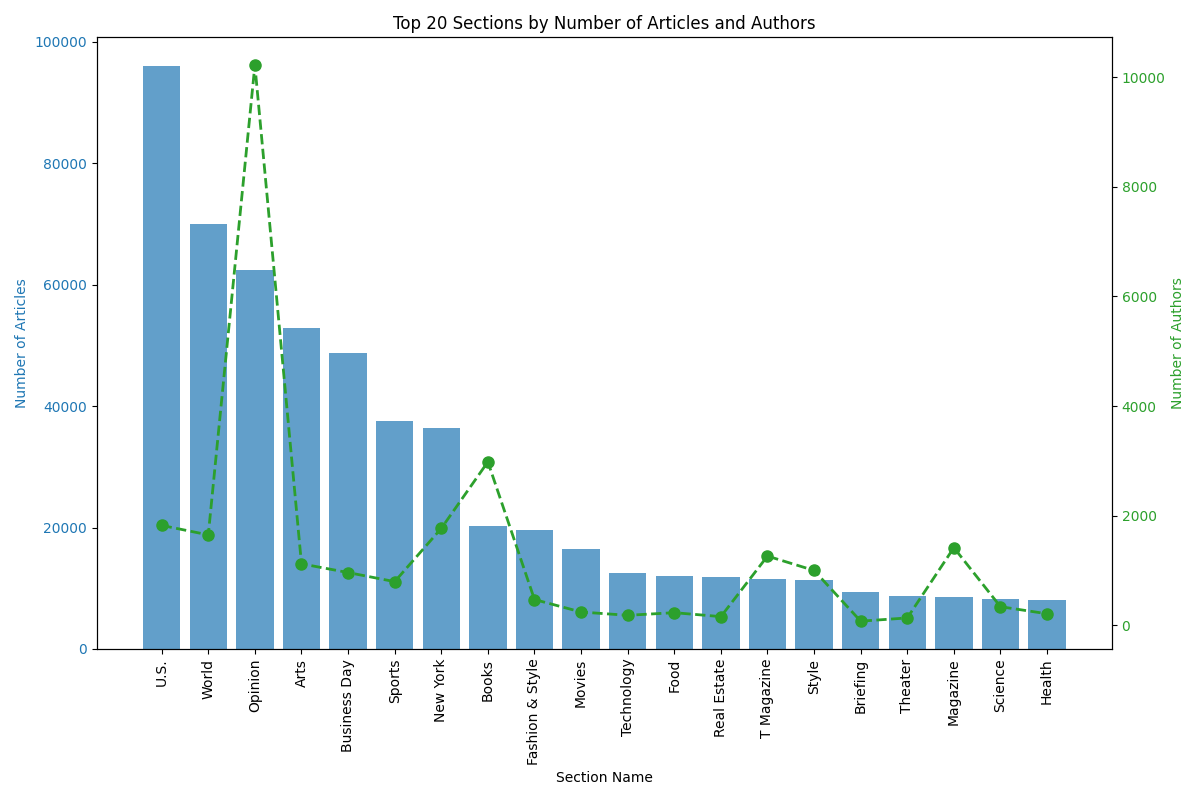 Top 20 Sections by Number of Articles and Authors
100000
80000
60000
40000
20000
0
Number of Articles
10000
8000
6000
4000
2000
0
Number of Authors
U.S.
World
Opinion
Arts
Business Day
Sports
New York
Books
Fashion & Style
Movies
Technology
Food
Real Estate
T Magazine
Style
Briefing
Theater
Magazine
Science
Health
Section Name